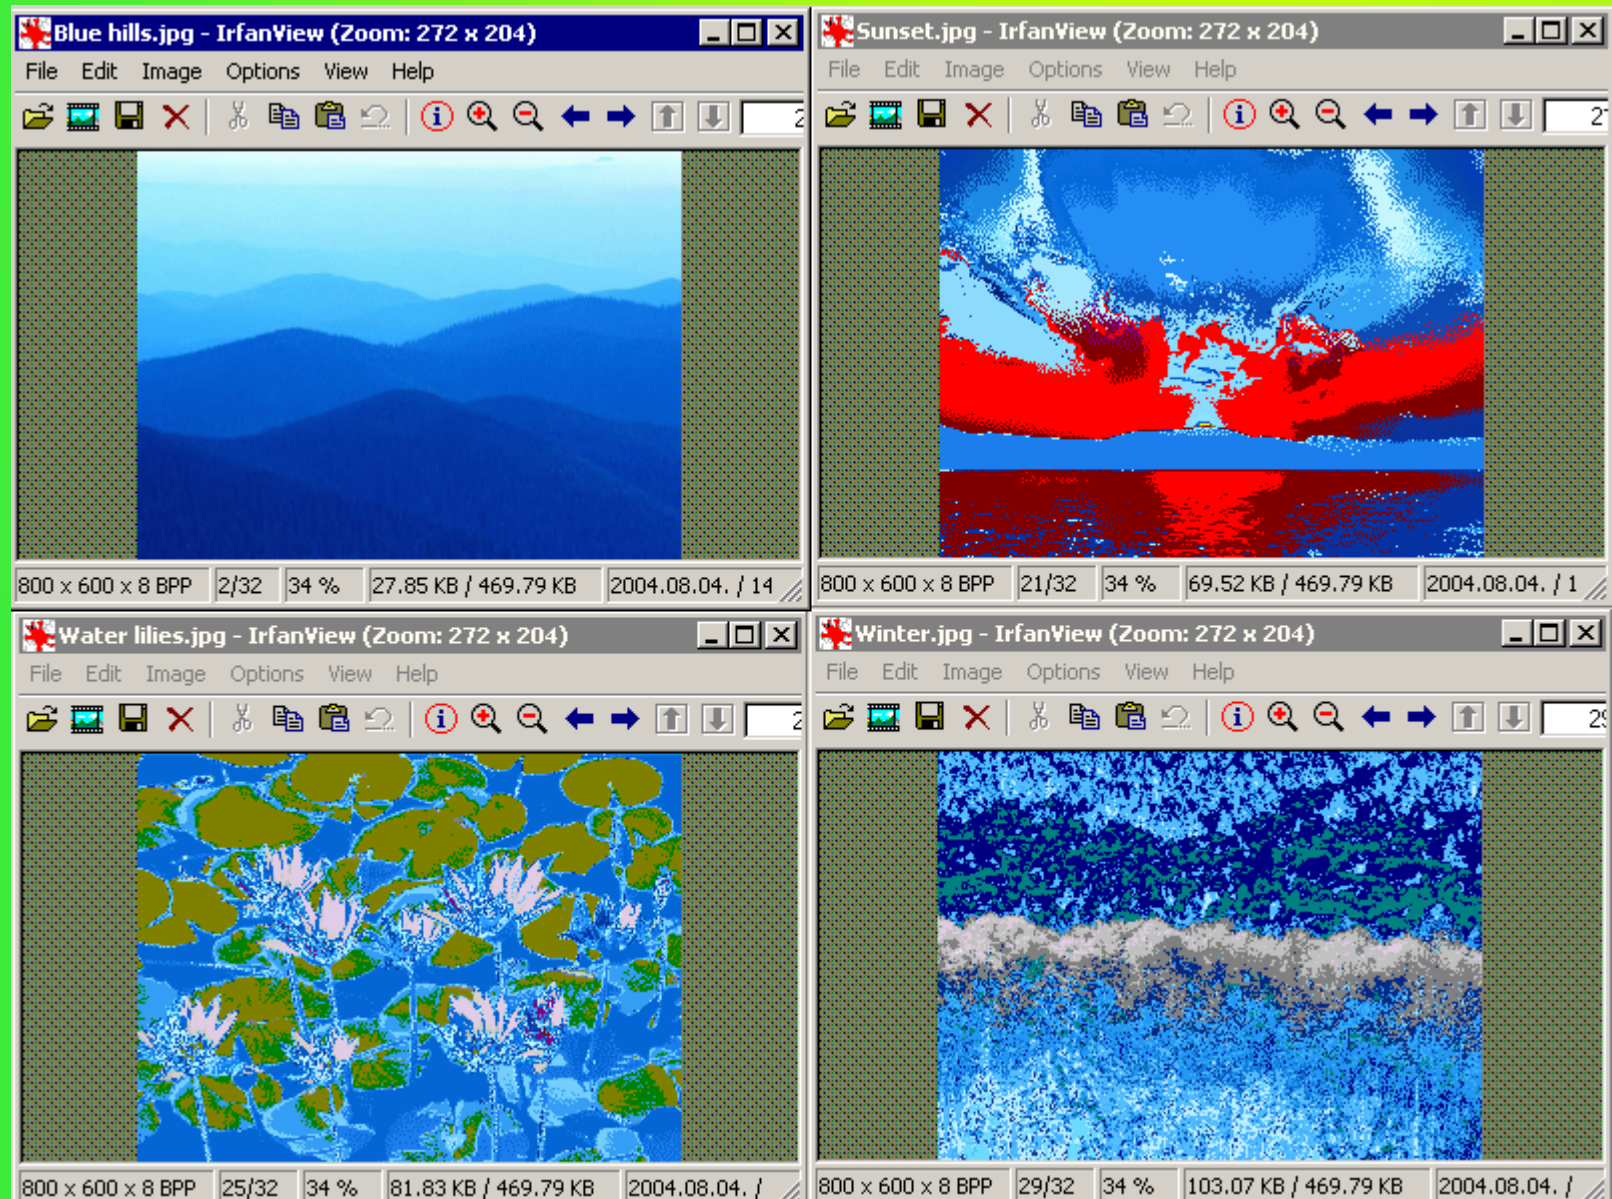 Blue hills.jpg - IrfanView (Zoom: 272 x 204)
File Edit Image Options View Help
2
800 x 600 x 8 BPP 2/32 34 % 27.85 KB / 469.79 KB 2004.08.04. / 14
Sunset.jpg - IrfanView (Zoom: 272 x 204)
File Edit Image Options View Help
21
800 x 600 x 8 BPP 21/32 34 % 69.52 KB / 469.79 KB 2004.08.04. / 1
Water lilies.jpg - IrfanView (Zoom: 272 x 204)
File Edit Image Options View Help
2
800 x 600 x 8 BPP 25/32 34 % 81.83 KB / 469.79 KB 2004.08.04. /
Winter.jpg - IrfanView (Zoom: 272 x 204)
File Edit Image Options View Help
29
800 x 600 x 8 BPP 29/32 34 % 103.07 KB / 469.79 KB 2004.08.04. /